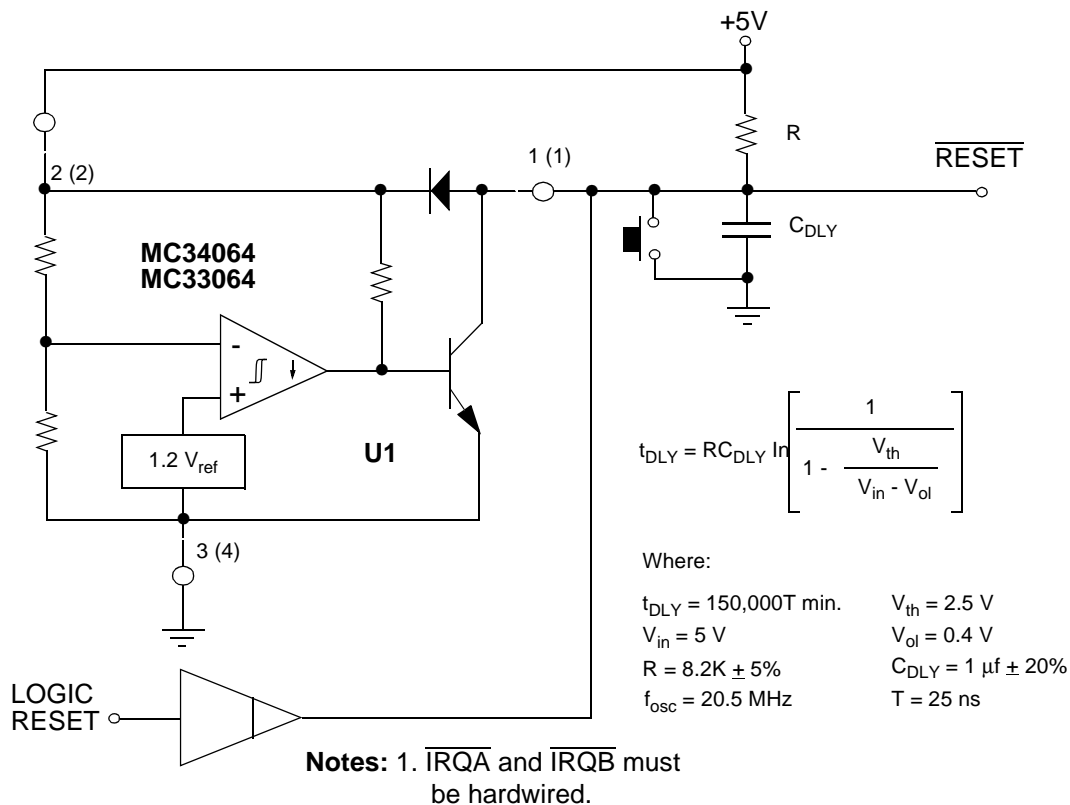 +5V
R
2 (2)
1 (1)
RESET
C_DLY
MC34064
MC33064
-
+
1.2 V_ref
U1
t_DLY = RC_DLY In [ 1 / ( 1 - V_th / ( V_in - V_ol ) ) ]
3 (4)
Where:
t_DLY = 150,000T min. V_th = 2.5 V
V_in = 5 V V_ol = 0.4 V
R = 8.2K ± 5% C_DLY = 1 µf ± 20%
f_osc = 20.5 MHz T = 25 ns
LOGIC
RESET
Notes: 1. IRQA and IRQB must
be hardwired.